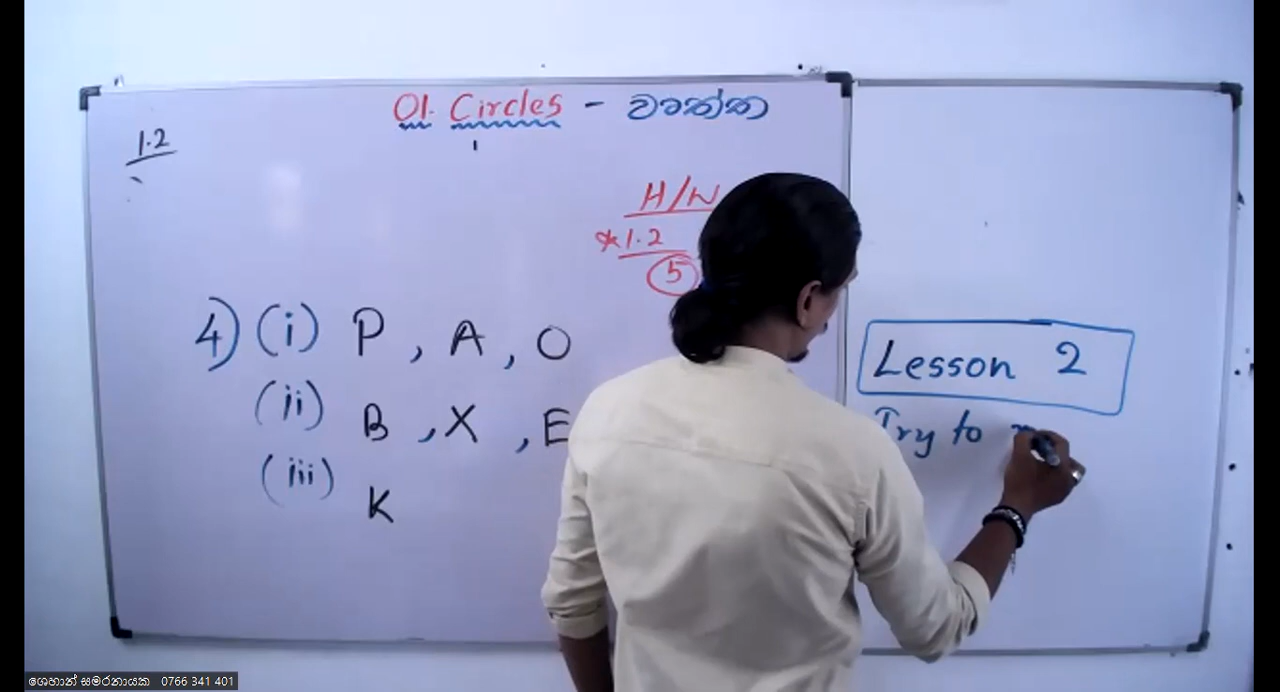 01. Circles - වෘත්ත
1.2
H/W
*1.2
5
4) (i) P , A , O
(ii) B , X , E
(iii) K
Lesson 2
Try to
ශෙහාන් සමරනායක 0766 341 401